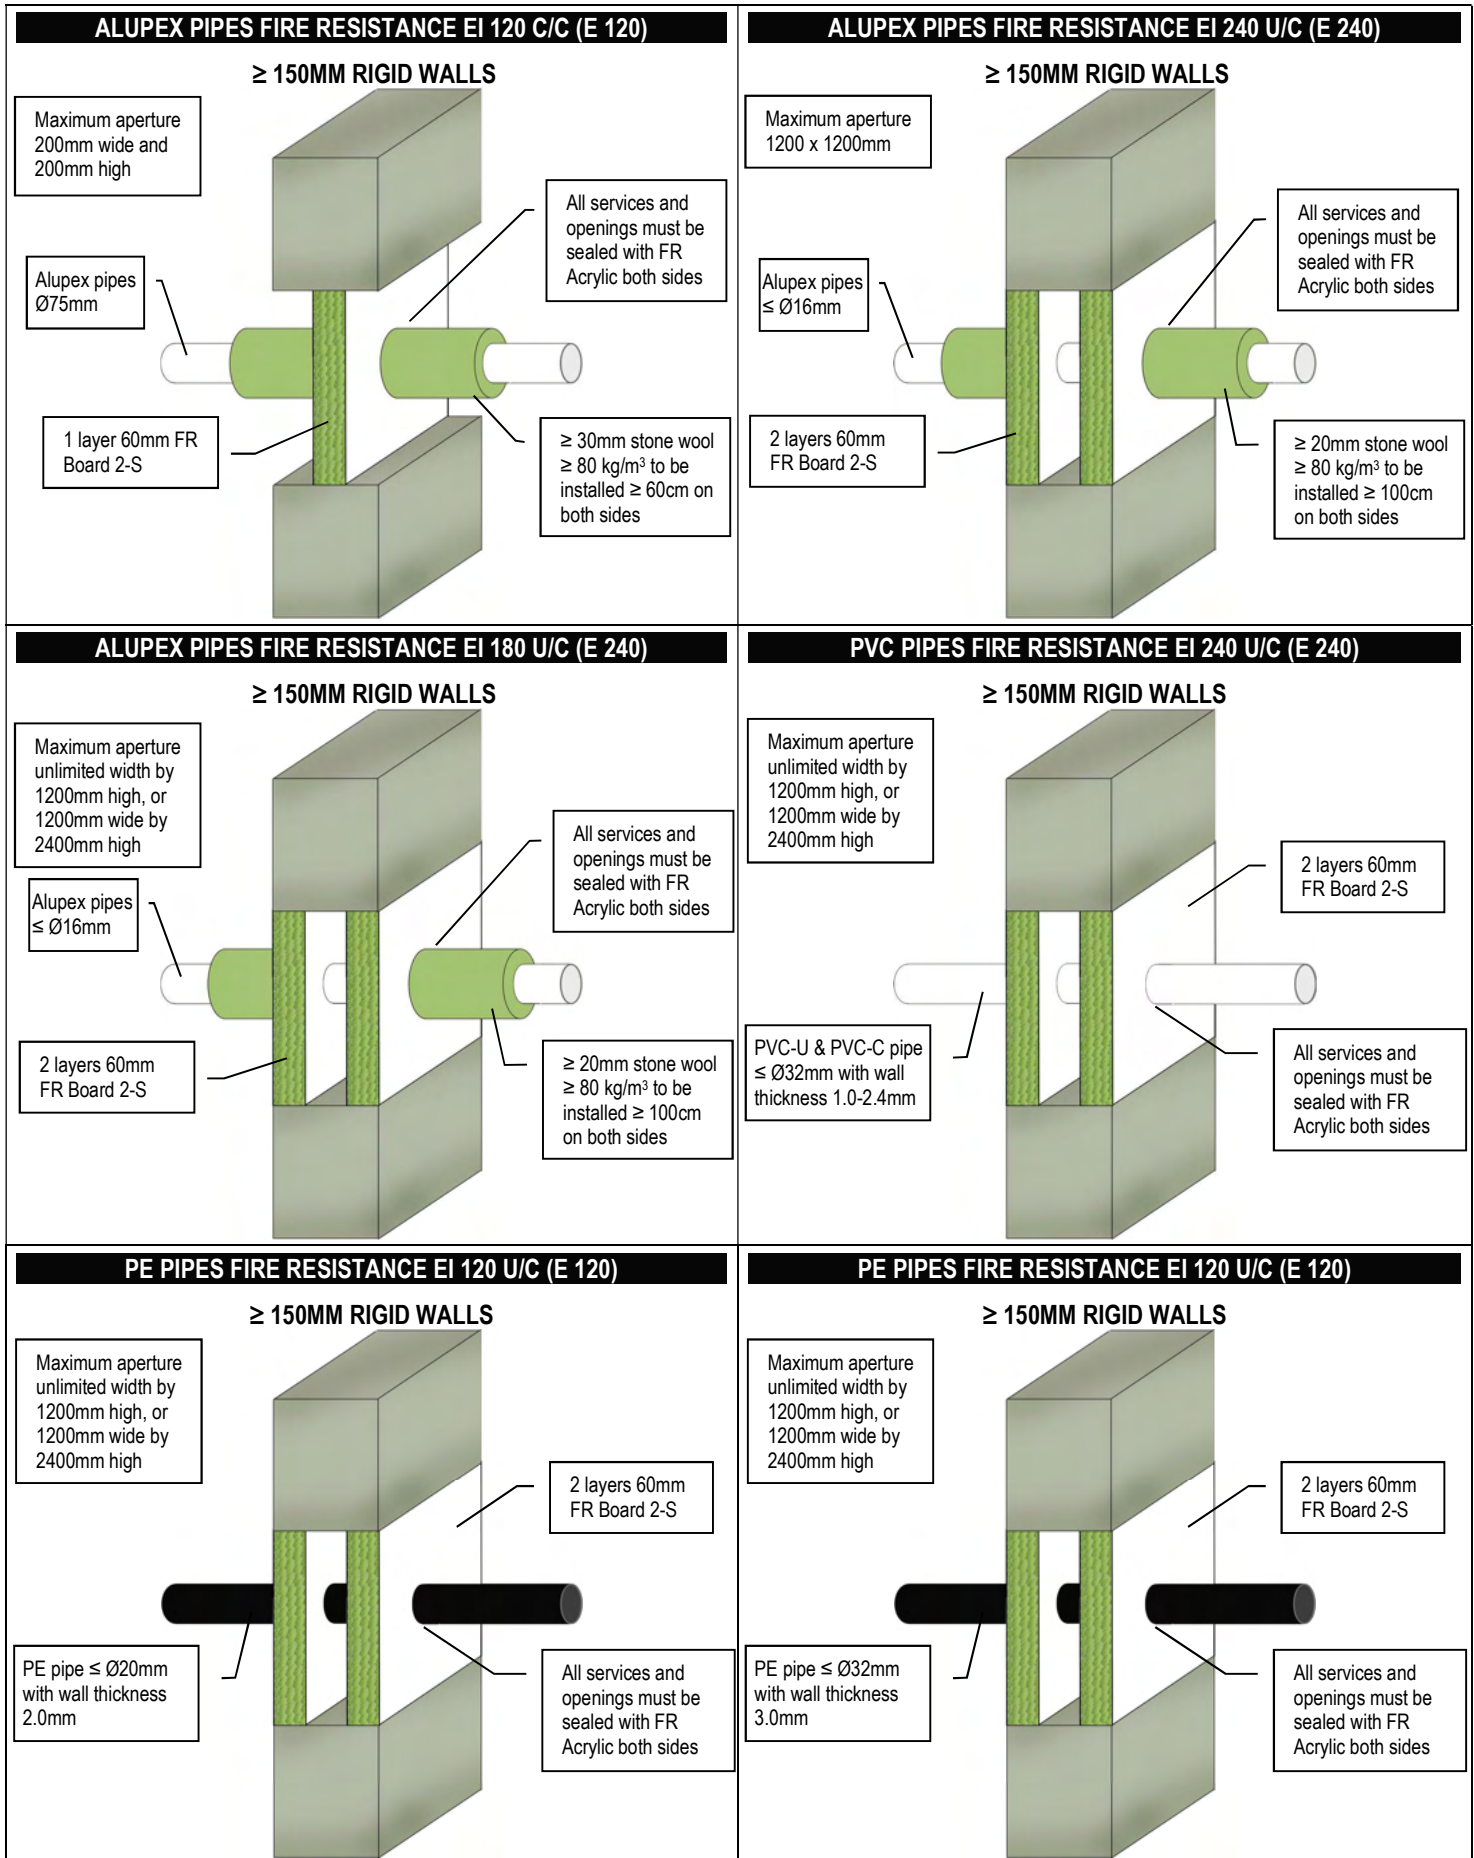 ALUPEX PIPES FIRE RESISTANCE EI 120 C/C (E 120)
≥ 150MM RIGID WALLS
Maximum aperture
200mm wide and
200mm high
All services and
openings must be
sealed with FR
Acrylic both sides
Alupex pipes
Ø75mm
1 layer 60mm FR
Board 2-S
≥ 30mm stone wool
≥ 80 kg/m³ to be
installed ≥ 60cm on
both sides
ALUPEX PIPES FIRE RESISTANCE EI 240 U/C (E 240)
≥ 150MM RIGID WALLS
Maximum aperture
1200 x 1200mm
All services and
openings must be
sealed with FR
Acrylic both sides
Alupex pipes
≤ Ø16mm
2 layers 60mm
FR Board 2-S
≥ 20mm stone wool
≥ 80 kg/m³ to be
installed ≥ 100cm
on both sides
ALUPEX PIPES FIRE RESISTANCE EI 180 U/C (E 240)
≥ 150MM RIGID WALLS
Maximum aperture
unlimited width by
1200mm high, or
1200mm wide by
2400mm high
All services and
openings must be
sealed with FR
Acrylic both sides
Alupex pipes
≤ Ø16mm
2 layers 60mm
FR Board 2-S
≥ 20mm stone wool
≥ 80 kg/m³ to be
installed ≥ 100cm
on both sides
PVC PIPES FIRE RESISTANCE EI 240 U/C (E 240)
≥ 150MM RIGID WALLS
Maximum aperture
unlimited width by
1200mm high, or
1200mm wide by
2400mm high
2 layers 60mm
FR Board 2-S
PVC-U & PVC-C pipe
≤ Ø32mm with wall
thickness 1.0-2.4mm
All services and
openings must be
sealed with FR
Acrylic both sides
PE PIPES FIRE RESISTANCE EI 120 U/C (E 120)
≥ 150MM RIGID WALLS
Maximum aperture
unlimited width by
1200mm high, or
1200mm wide by
2400mm high
2 layers 60mm
FR Board 2-S
PE pipe ≤ Ø20mm
with wall thickness
2.0mm
All services and
openings must be
sealed with FR
Acrylic both sides
PE PIPES FIRE RESISTANCE EI 120 U/C (E 120)
≥ 150MM RIGID WALLS
Maximum aperture
unlimited width by
1200mm high, or
1200mm wide by
2400mm high
2 layers 60mm
FR Board 2-S
PE pipe ≤ Ø32mm
with wall thickness
3.0mm
All services and
openings must be
sealed with FR
Acrylic both sides